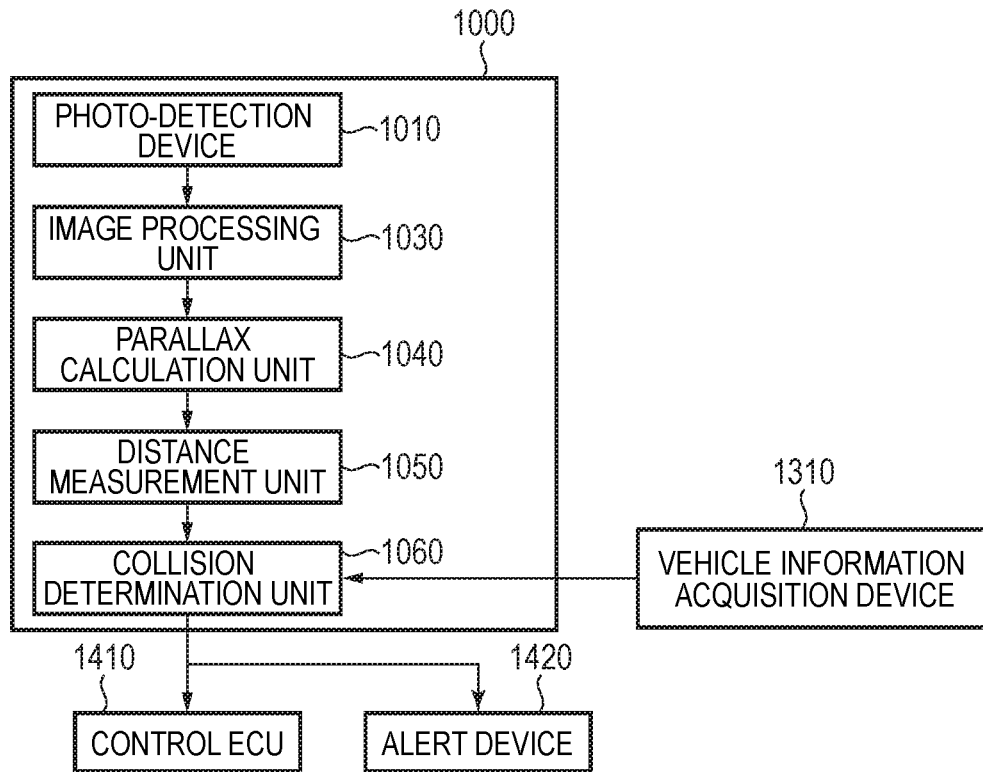 1000
PHOTO-DETECTION
DEVICE
1010
IMAGE PROCESSING
UNIT
1030
PARALLAX
CALCULATION UNIT
1040
DISTANCE
MEASUREMENT UNIT
1050
COLLISION
DETERMINATION UNIT
1060
1310
VEHICLE INFORMATION
ACQUISITION DEVICE
1410
CONTROL ECU
1420
ALERT DEVICE